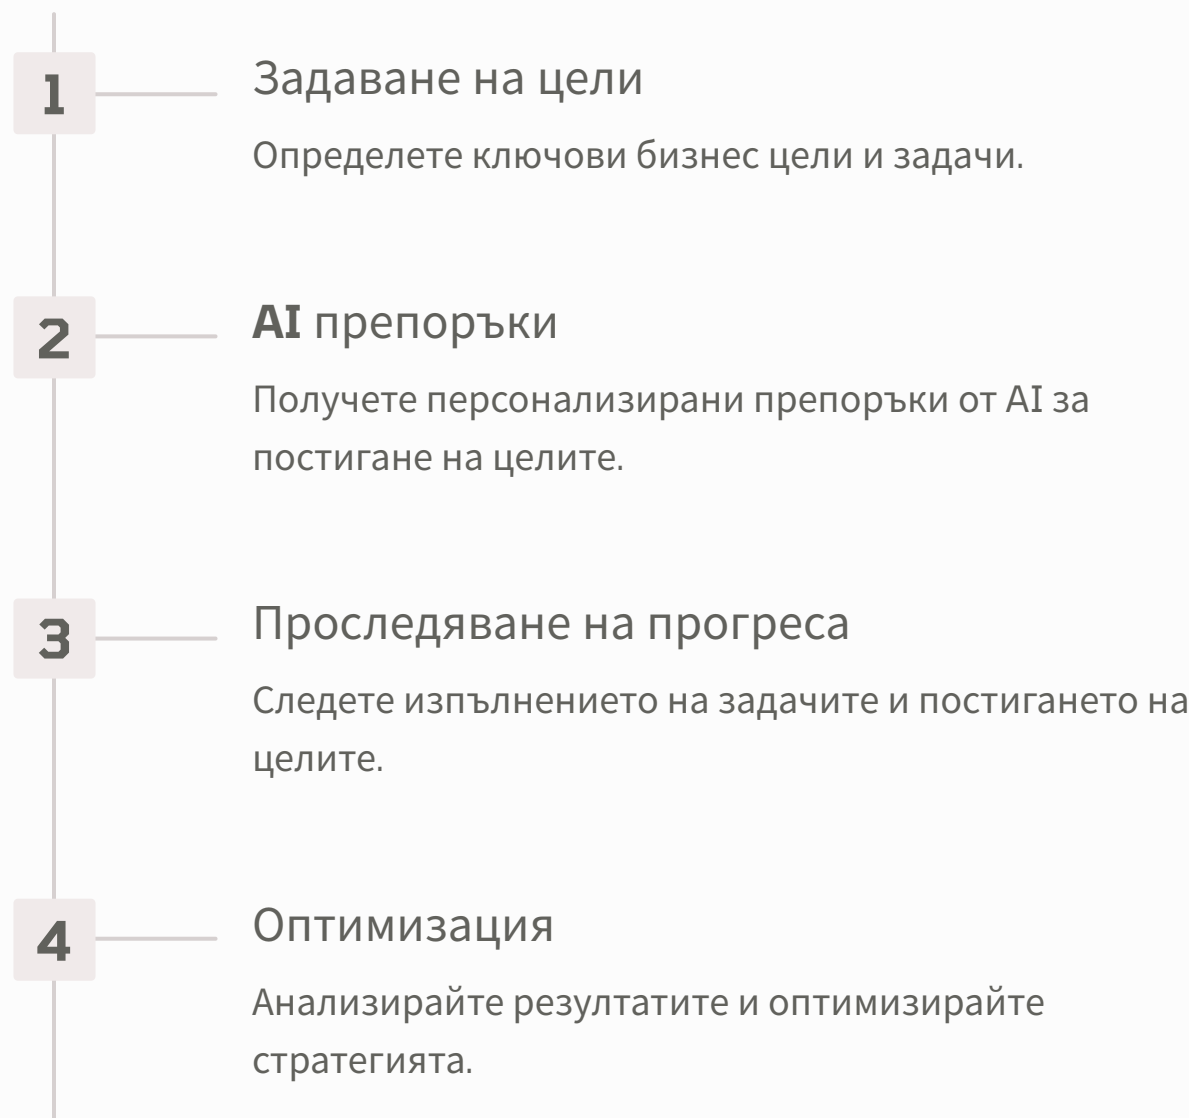 1
Задаване на цели
Определете ключови бизнес цели и задачи.
2
AI препоръки
Получете персонализирани препоръки от AI за
постигане на целите.
3
Проследяване на прогреса
Следете изпълнението на задачите и постигането на
целите.
4
Оптимизация
Анализирайте резултатите и оптимизирайте
стратегията.